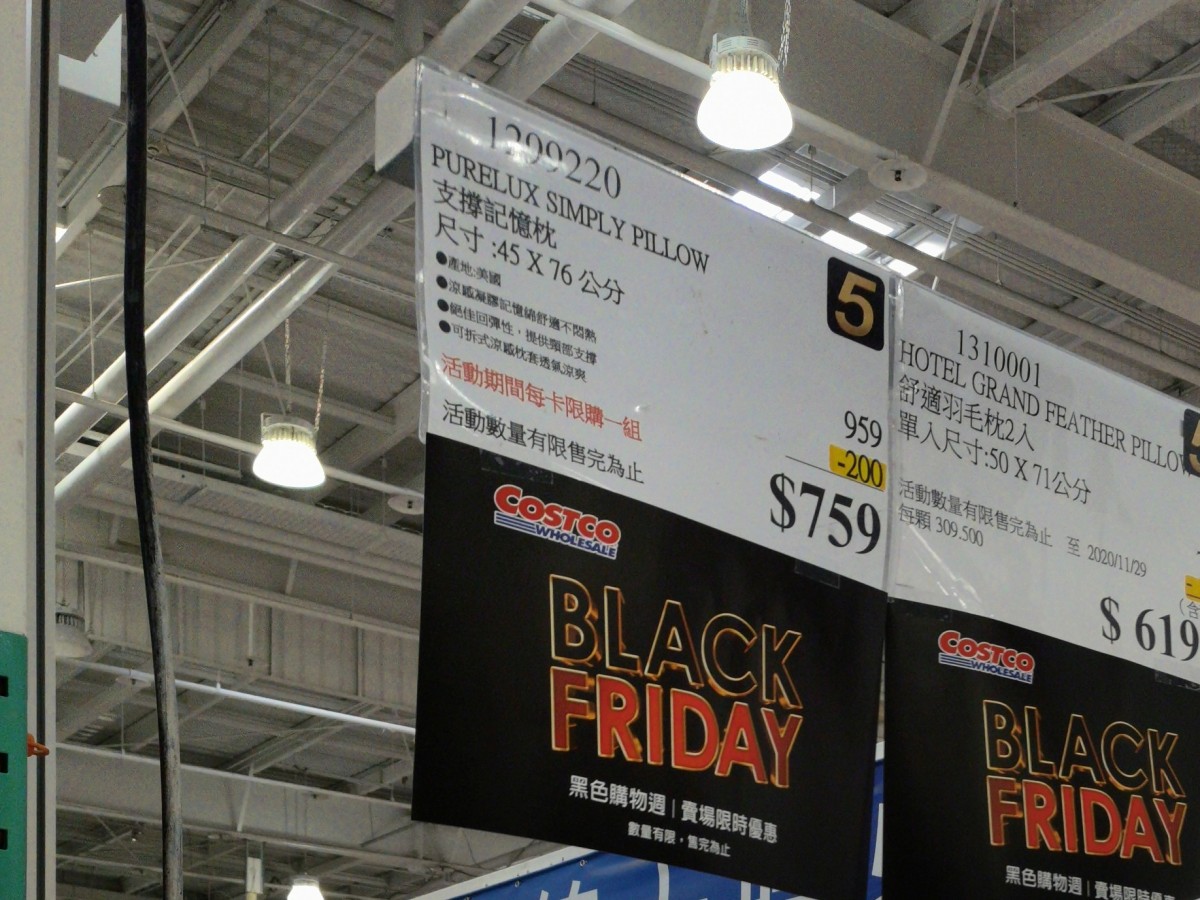 1299220
PURELUX SIMPLY PILLOW
支撐記憶枕
尺寸 :45 X 76 公分
●產地:美國
●涼感凝膠記憶綿舒適不悶熱
●絕佳回彈性，提供頸部支撐
●可拆式涼感枕套透氣涼爽
活動期間每卡限購一組
活動數量有限售完為止
5
959
-200
$759
COSTCO
WHOLESALE
BLACK
FRIDAY
黑色購物週 | 賣場限時優惠
數量有限，售完為止
1310001
HOTEL GRAND FEATHER PILLOW
舒適羽毛枕2入
單入尺寸:50 X 71公分
活動數量有限售完為止 至 2020/11/29
每顆 309.500
$ 619
COSTCO
WHOLESALE
BLACK
FRIDAY
黑色購物週 | 賣場限時優惠